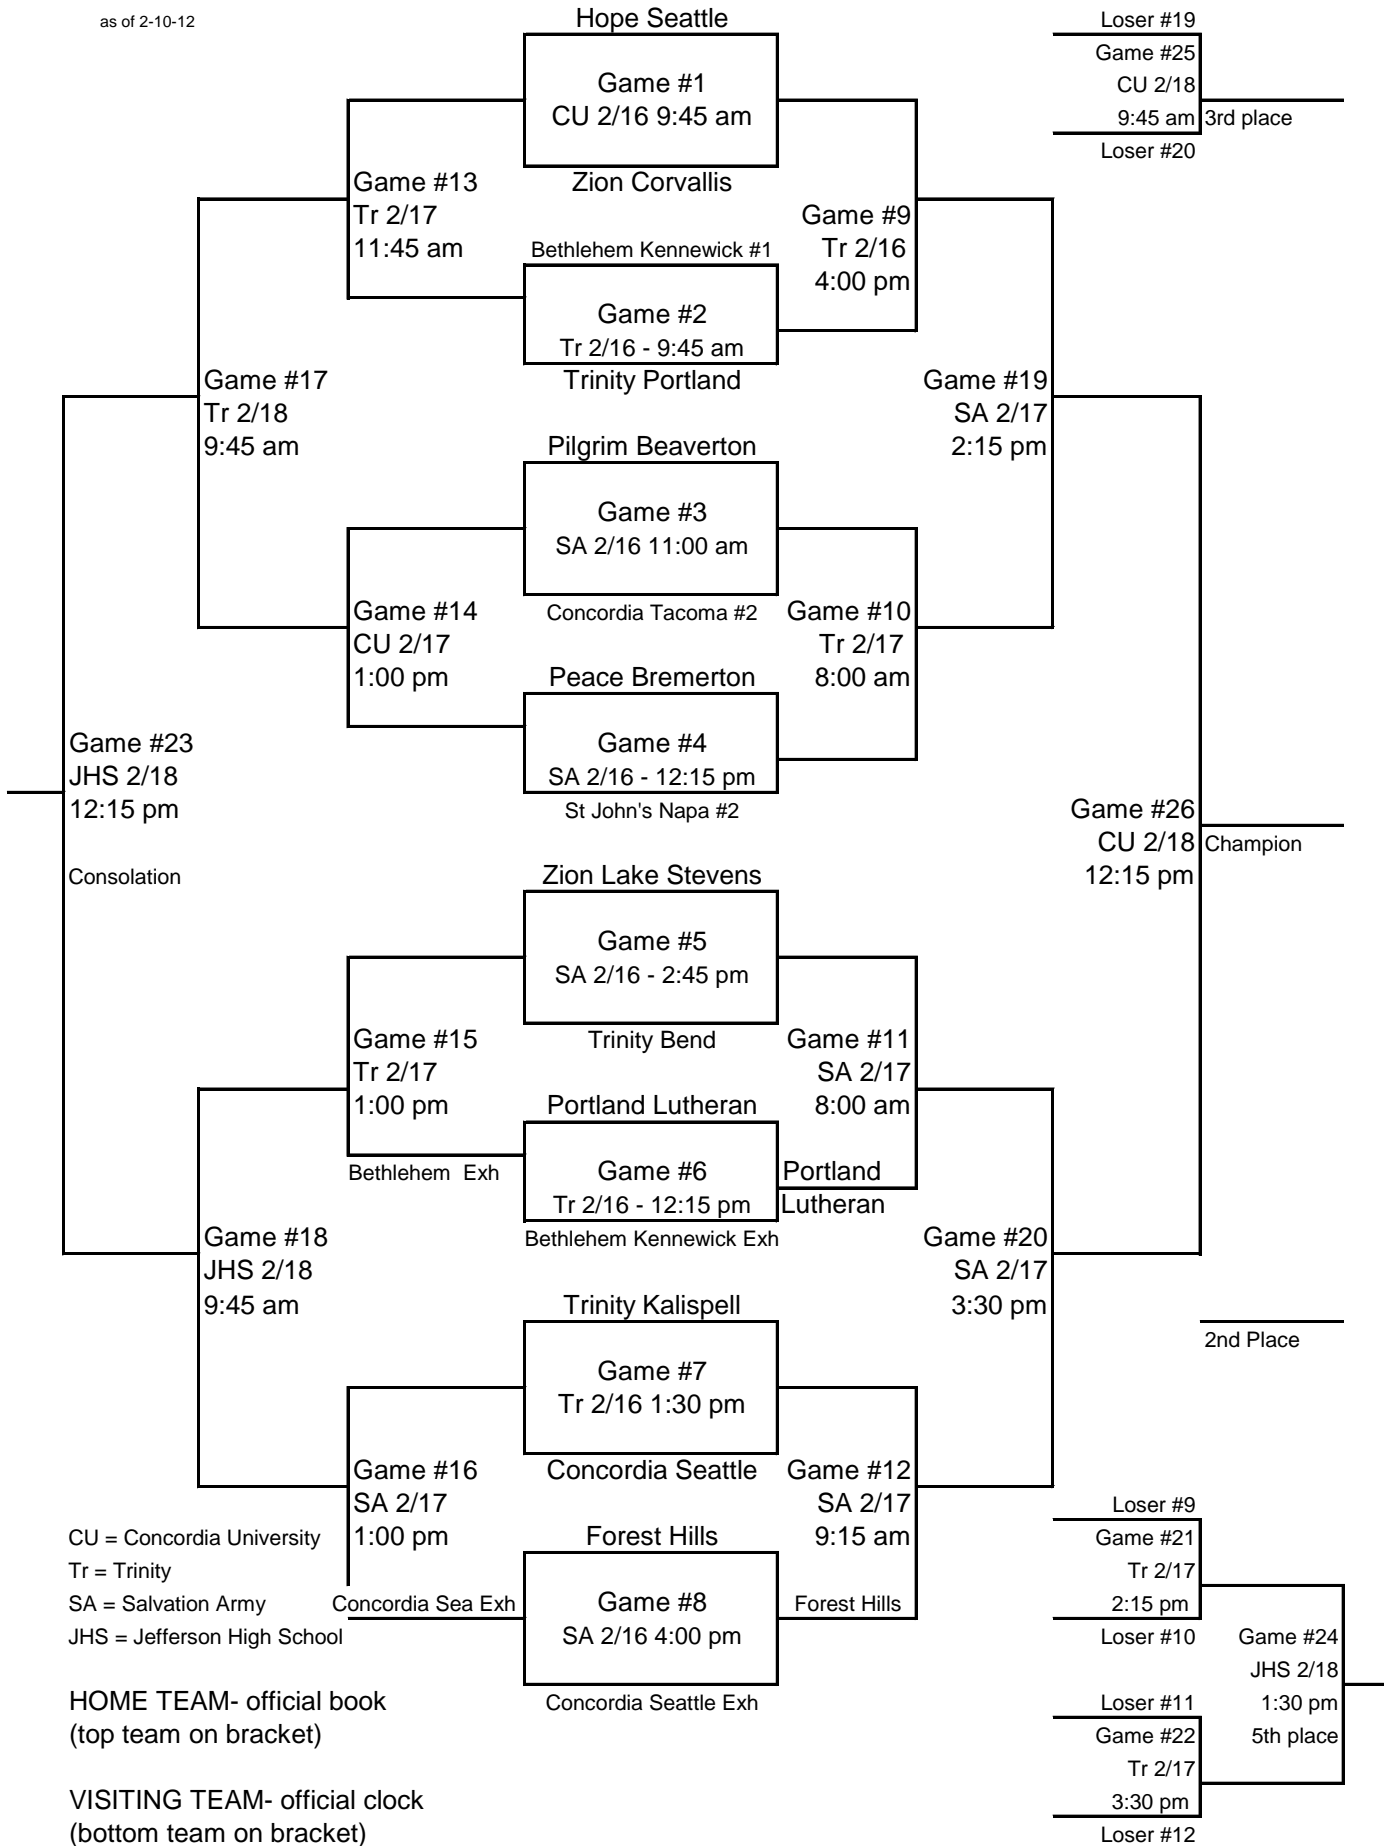 as of 2-10-12
Hope Seattle
Game #1
CU 2/16 9:45 am
Zion Corvallis
Bethlehem Kennewick #1
Game #2
Tr 2/16 - 9:45 am
Trinity Portland
Pilgrim Beaverton
Game #3
SA 2/16 11:00 am
Concordia Tacoma #2
Peace Bremerton
Game #4
SA 2/16 - 12:15 pm
St John's Napa #2
Zion Lake Stevens
Game #5
SA 2/16 - 2:45 pm
Trinity Bend
Portland Lutheran
Game #6
Tr 2/16 - 12:15 pm
Bethlehem Kennewick Exh
Trinity Kalispell
Game #7
Tr 2/16 1:30 pm
Concordia Seattle
Forest Hills
Game #8
SA 2/16 4:00 pm
Concordia Seattle Exh
Game #13
Tr 2/17
11:45 am
Game #14
CU 2/17
1:00 pm
Game #15
Tr 2/17
1:00 pm
Bethlehem  Exh
Game #16
SA 2/17
1:00 pm
Concordia Sea Exh
Game #17
Tr 2/18
9:45 am
Game #18
JHS 2/18
9:45 am
Game #23
JHS 2/18
12:15 pm
Consolation
Game #9
Tr 2/16
4:00 pm
Game #10
Tr 2/17
8:00 am
Game #11
SA 2/17
8:00 am
Portland
Lutheran
Game #12
SA 2/17
9:15 am
Forest Hills
Game #19
SA 2/17
2:15 pm
Game #20
SA 2/17
3:30 pm
Game #26
CU 2/18
12:15 pm
Champion
2nd Place
Loser #19
Game #25
CU 2/18
9:45 am
3rd place
Loser #20
Loser #9
Game #21
Tr 2/17
2:15 pm
Loser #10
Loser #11
Game #22
Tr 2/17
3:30 pm
Loser #12
Game #24
JHS 2/18
1:30 pm
5th place
CU = Concordia University
Tr = Trinity
SA = Salvation Army
JHS = Jefferson High School
HOME TEAM- official book
(top team on bracket)
VISITING TEAM- official clock
(bottom team on bracket)